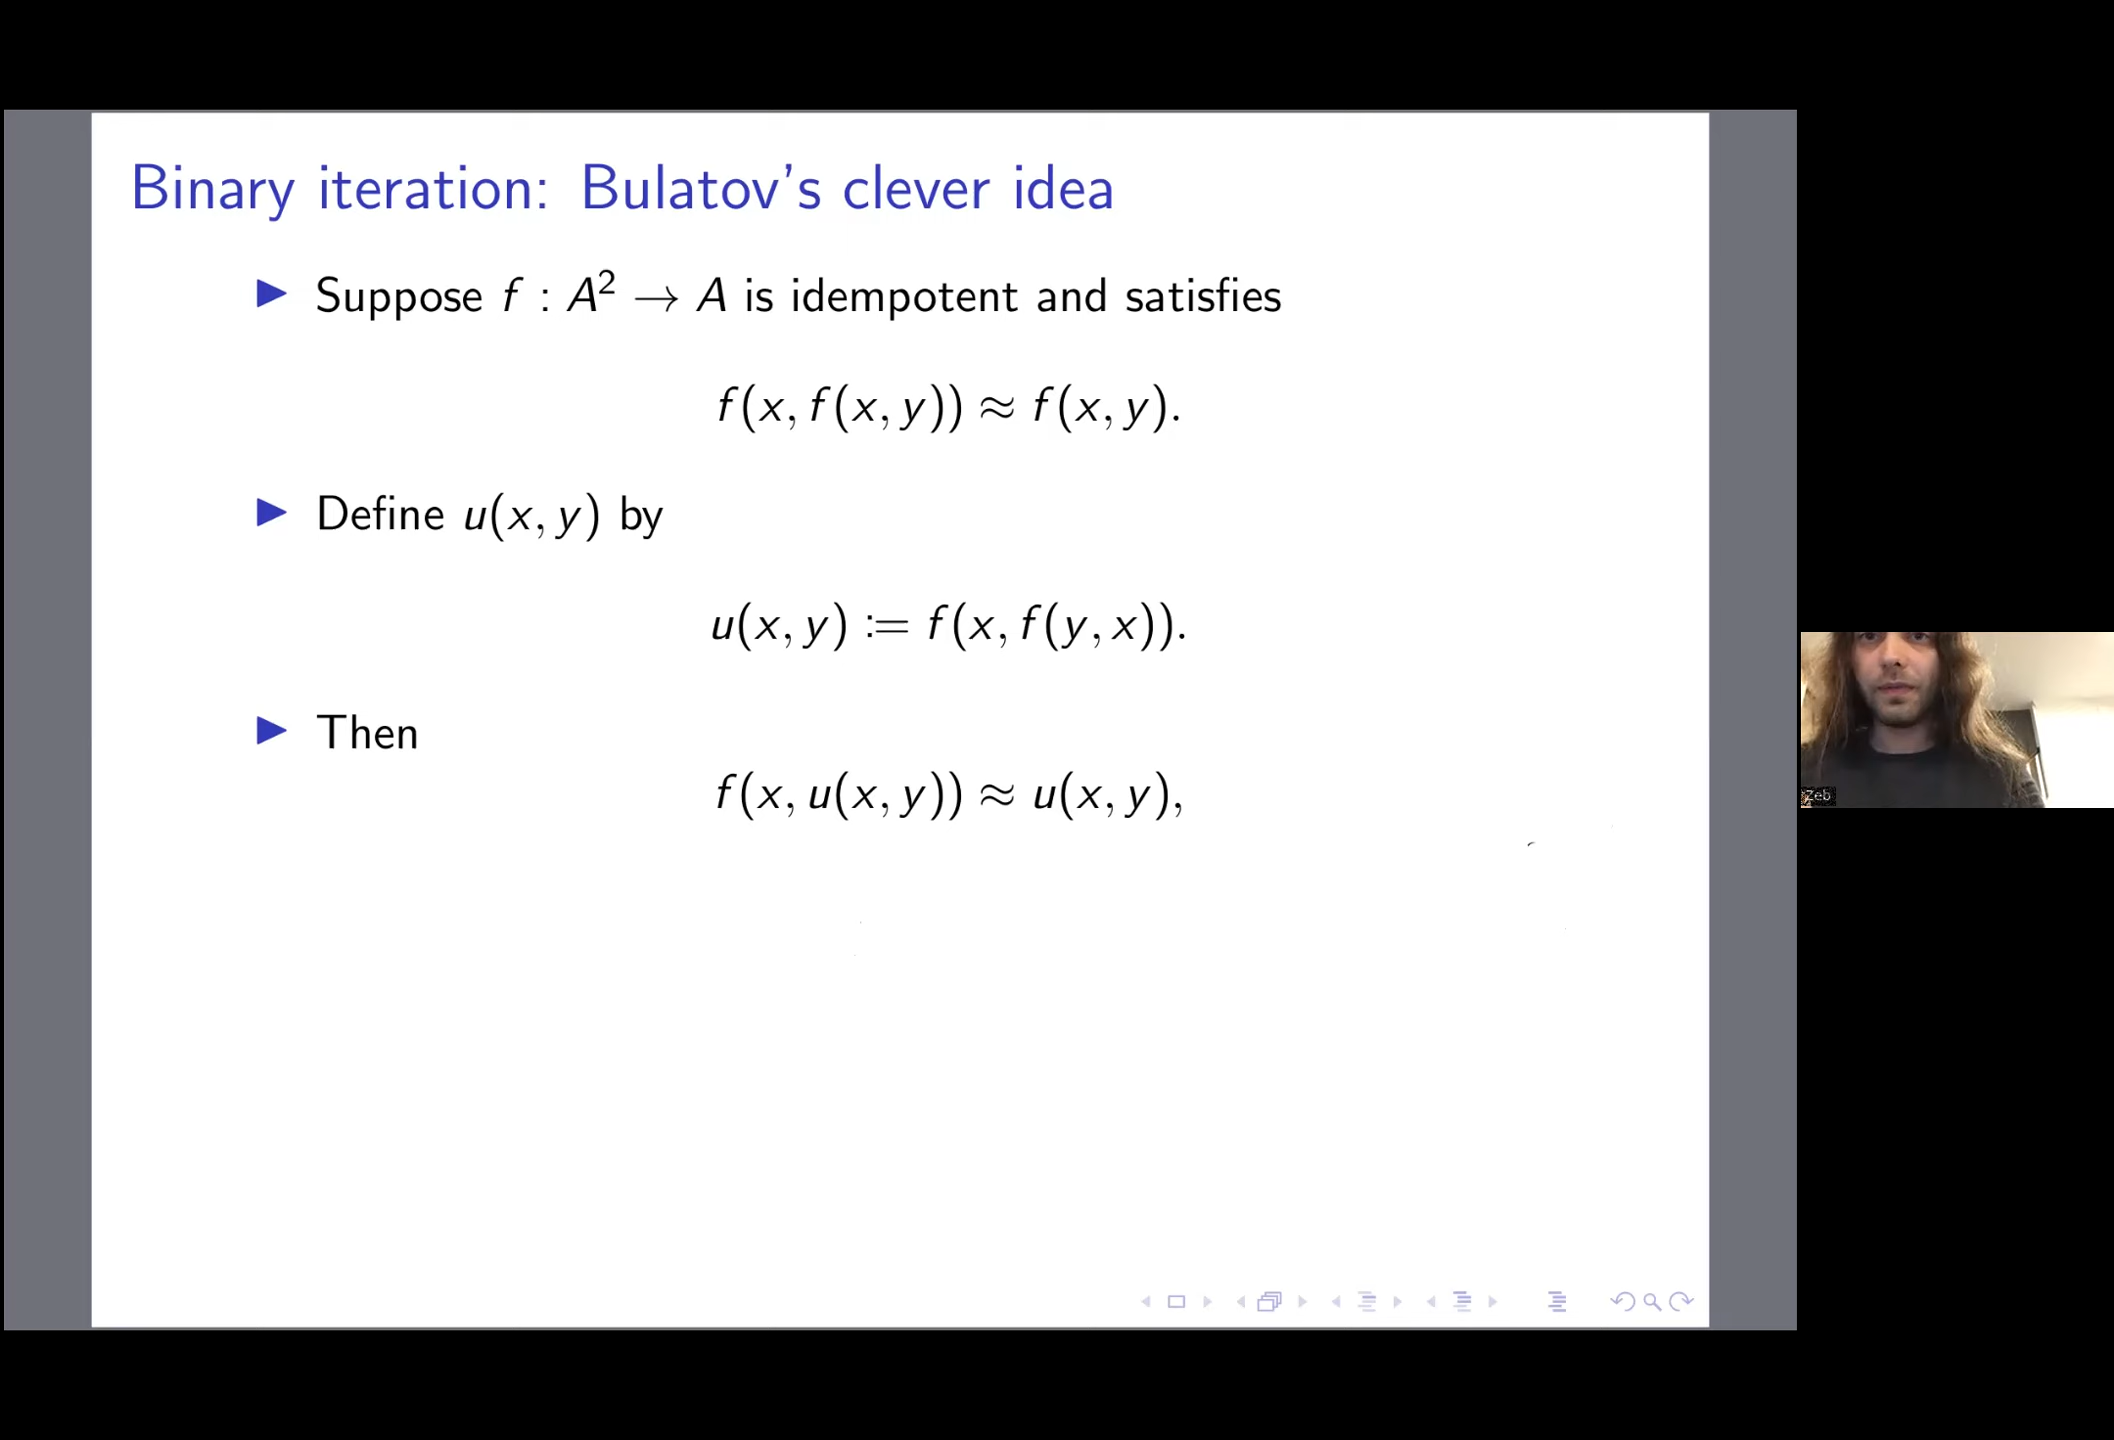 Binary iteration: Bulatov's clever idea
▶ Suppose f : A² → A is idempotent and satisfies
f(x, f(x, y)) ≈ f(x, y).
▶ Define u(x, y) by
u(x, y) := f(x, f(y, x)).
▶ Then
f(x, u(x, y)) ≈ u(x, y),
Zeb